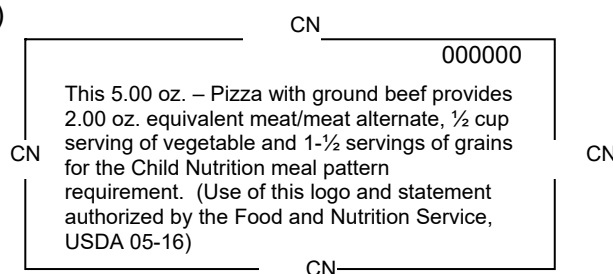 )
CN
000000
This 5.00 oz. – Pizza with ground beef provides
2.00 oz. equivalent meat/meat alternate, ½ cup
serving of vegetable and 1-½ servings of grains
CN CN
for the Child Nutrition meal pattern
requirement. (Use of this logo and statement
authorized by the Food and Nutrition Service,
USDA 05-16)
CN